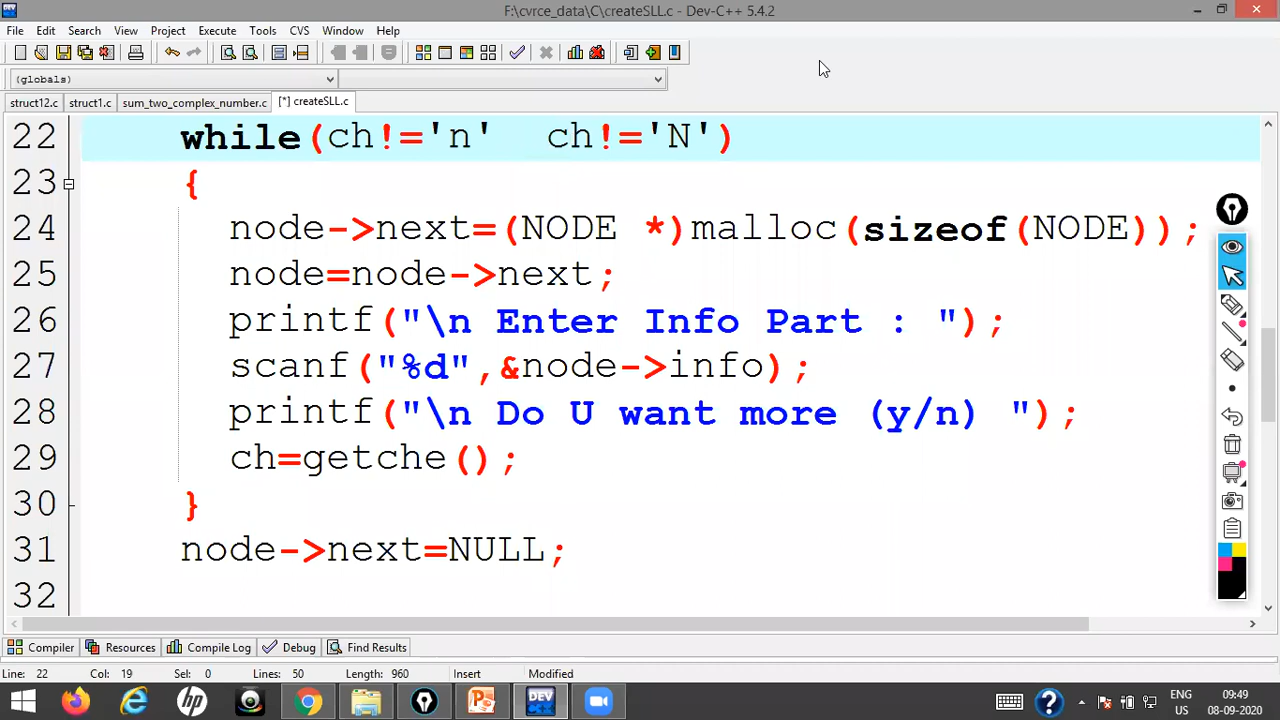 F:\cvrce_data\C\createSLL.c - Dev-C++ 5.4.2
File Edit Search View Project Execute Tools CVS Window Help
(globals)
struct12.c struct1.c sum_two_complex_number.c [*] createSLL.c
22 while(ch!='n' ch!='N')
23 {
24 node->next=(NODE *)malloc(sizeof(NODE));
25 node=node->next;
26 printf("\n Enter Info Part : ");
27 scanf("%d",&node->info);
28 printf("\n Do U want more (y/n) ");
29 ch=getche();
30 }
31 node->next=NULL;
32
Compiler Resources Compile Log Debug Find Results
Line: 22 Col: 19 Sel: 0 Lines: 50 Length: 960 Insert Modified
hp DEV C++ ? ENG 09:49
US 08-09-2020